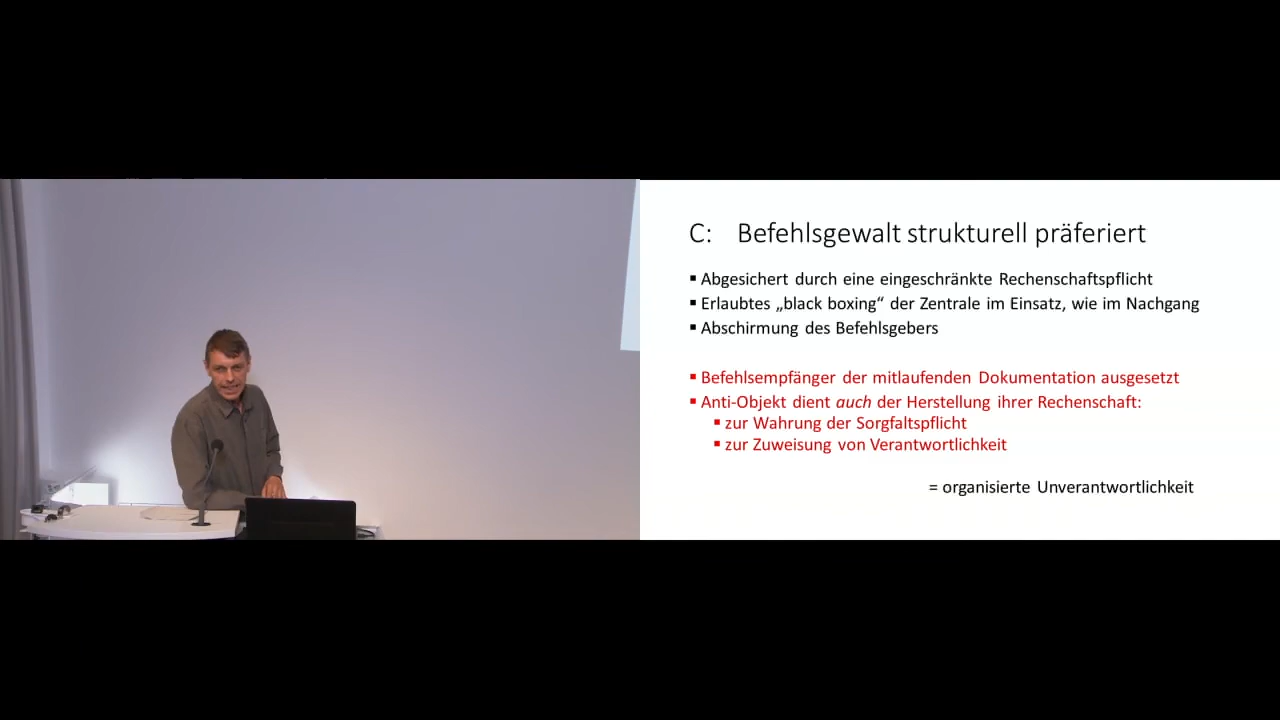 C: Befehlsgewalt strukturell präferiert
▪ Abgesichert durch eine eingeschränkte Rechenschaftspflicht
▪ Erlaubtes „black boxing“ der Zentrale im Einsatz, wie im Nachgang
▪ Abschirmung des Befehlsgebers
▪ Befehlsempfänger der mitlaufenden Dokumentation ausgesetzt
▪ Anti-Objekt dient auch der Herstellung ihrer Rechenschaft:
▪ zur Wahrung der Sorgfaltspflicht
▪ zur Zuweisung von Verantwortlichkeit
= organisierte Unverantwortlichkeit